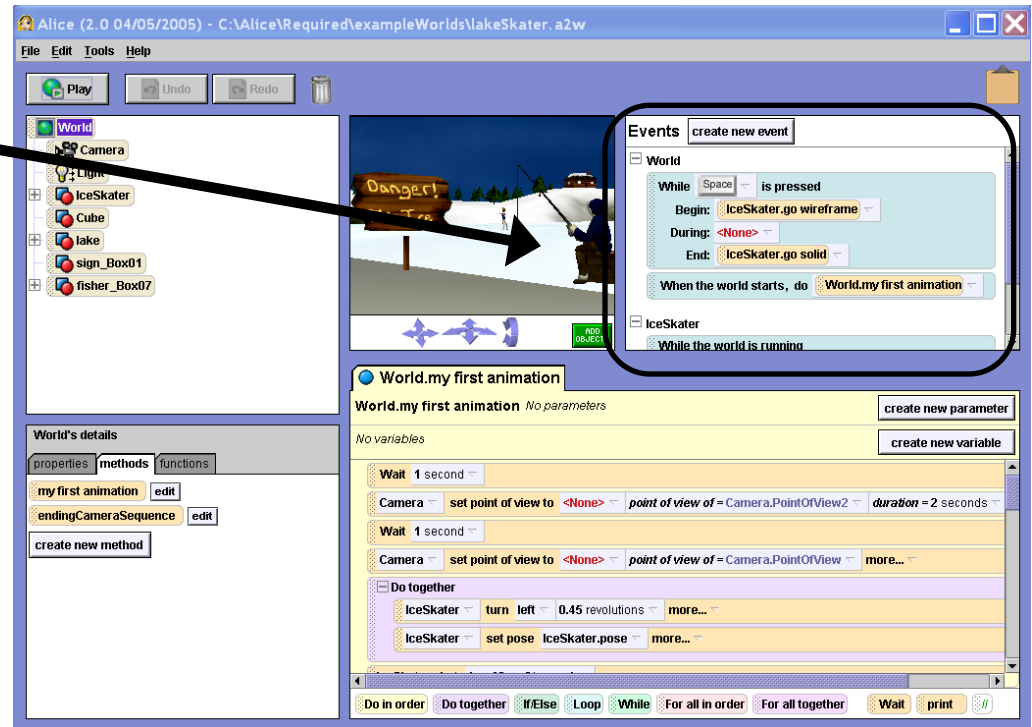 Alice (2.0 04/05/2005) - C:\Alice\Required\exampleWorlds\lakeSkater.a2w
File Edit Tools Help
Play Undo Redo
World
Camera
Light
IceSkater
Cube
lake
sign_Box01
fisher_Box07
Danger!
ADD
OBJECT
Events create new event
World
While Space is pressed
Begin: IceSkater.go wireframe
During: <None>
End: IceSkater.go solid
When the world starts, do World.my first animation
IceSkater
While the world is running
World's details
properties methods functions
my first animation edit
endingCameraSequence edit
create new method
World.my first animation
World.my first animation No parameters create new parameter
No variables create new variable
Wait 1 second
Camera set point of view to <None> point of view of = Camera.PointOfView2 duration = 2 seconds
Wait 1 second
Camera set point of view to <None> point of view of = Camera.PointOfView more...
Do together
IceSkater turn left 0.45 revolutions more...
IceSkater set pose IceSkater.pose more...
Do in order Do together If/Else Loop While For all in order For all together Wait print //